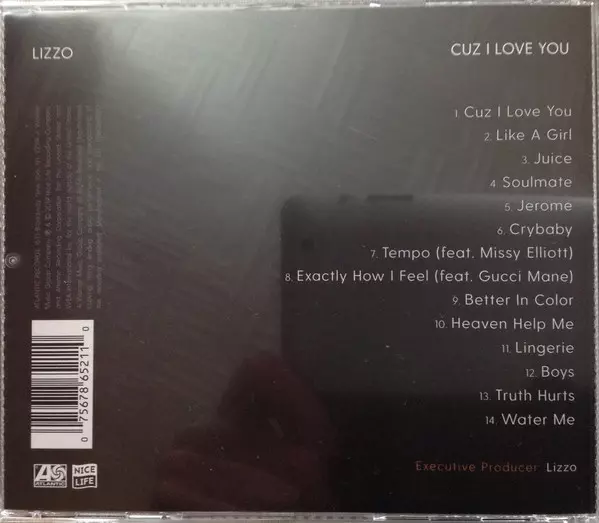 LIZZO
CUZ I LOVE YOU
1. Cuz I Love You
2. Like A Girl
3. Juice
4. Soulmate
5. Jerome
6. Crybaby
7. Tempo (feat. Missy Elliott)
8. Exactly How I Feel (feat. Gucci Mane)
9. Better In Color
10. Heaven Help Me
11. Lingerie
12. Boys
13. Truth Hurts
14. Water Me
Executive Producer: Lizzo
0 75678 65211 0
ATLANTIC
NICE
LIFE